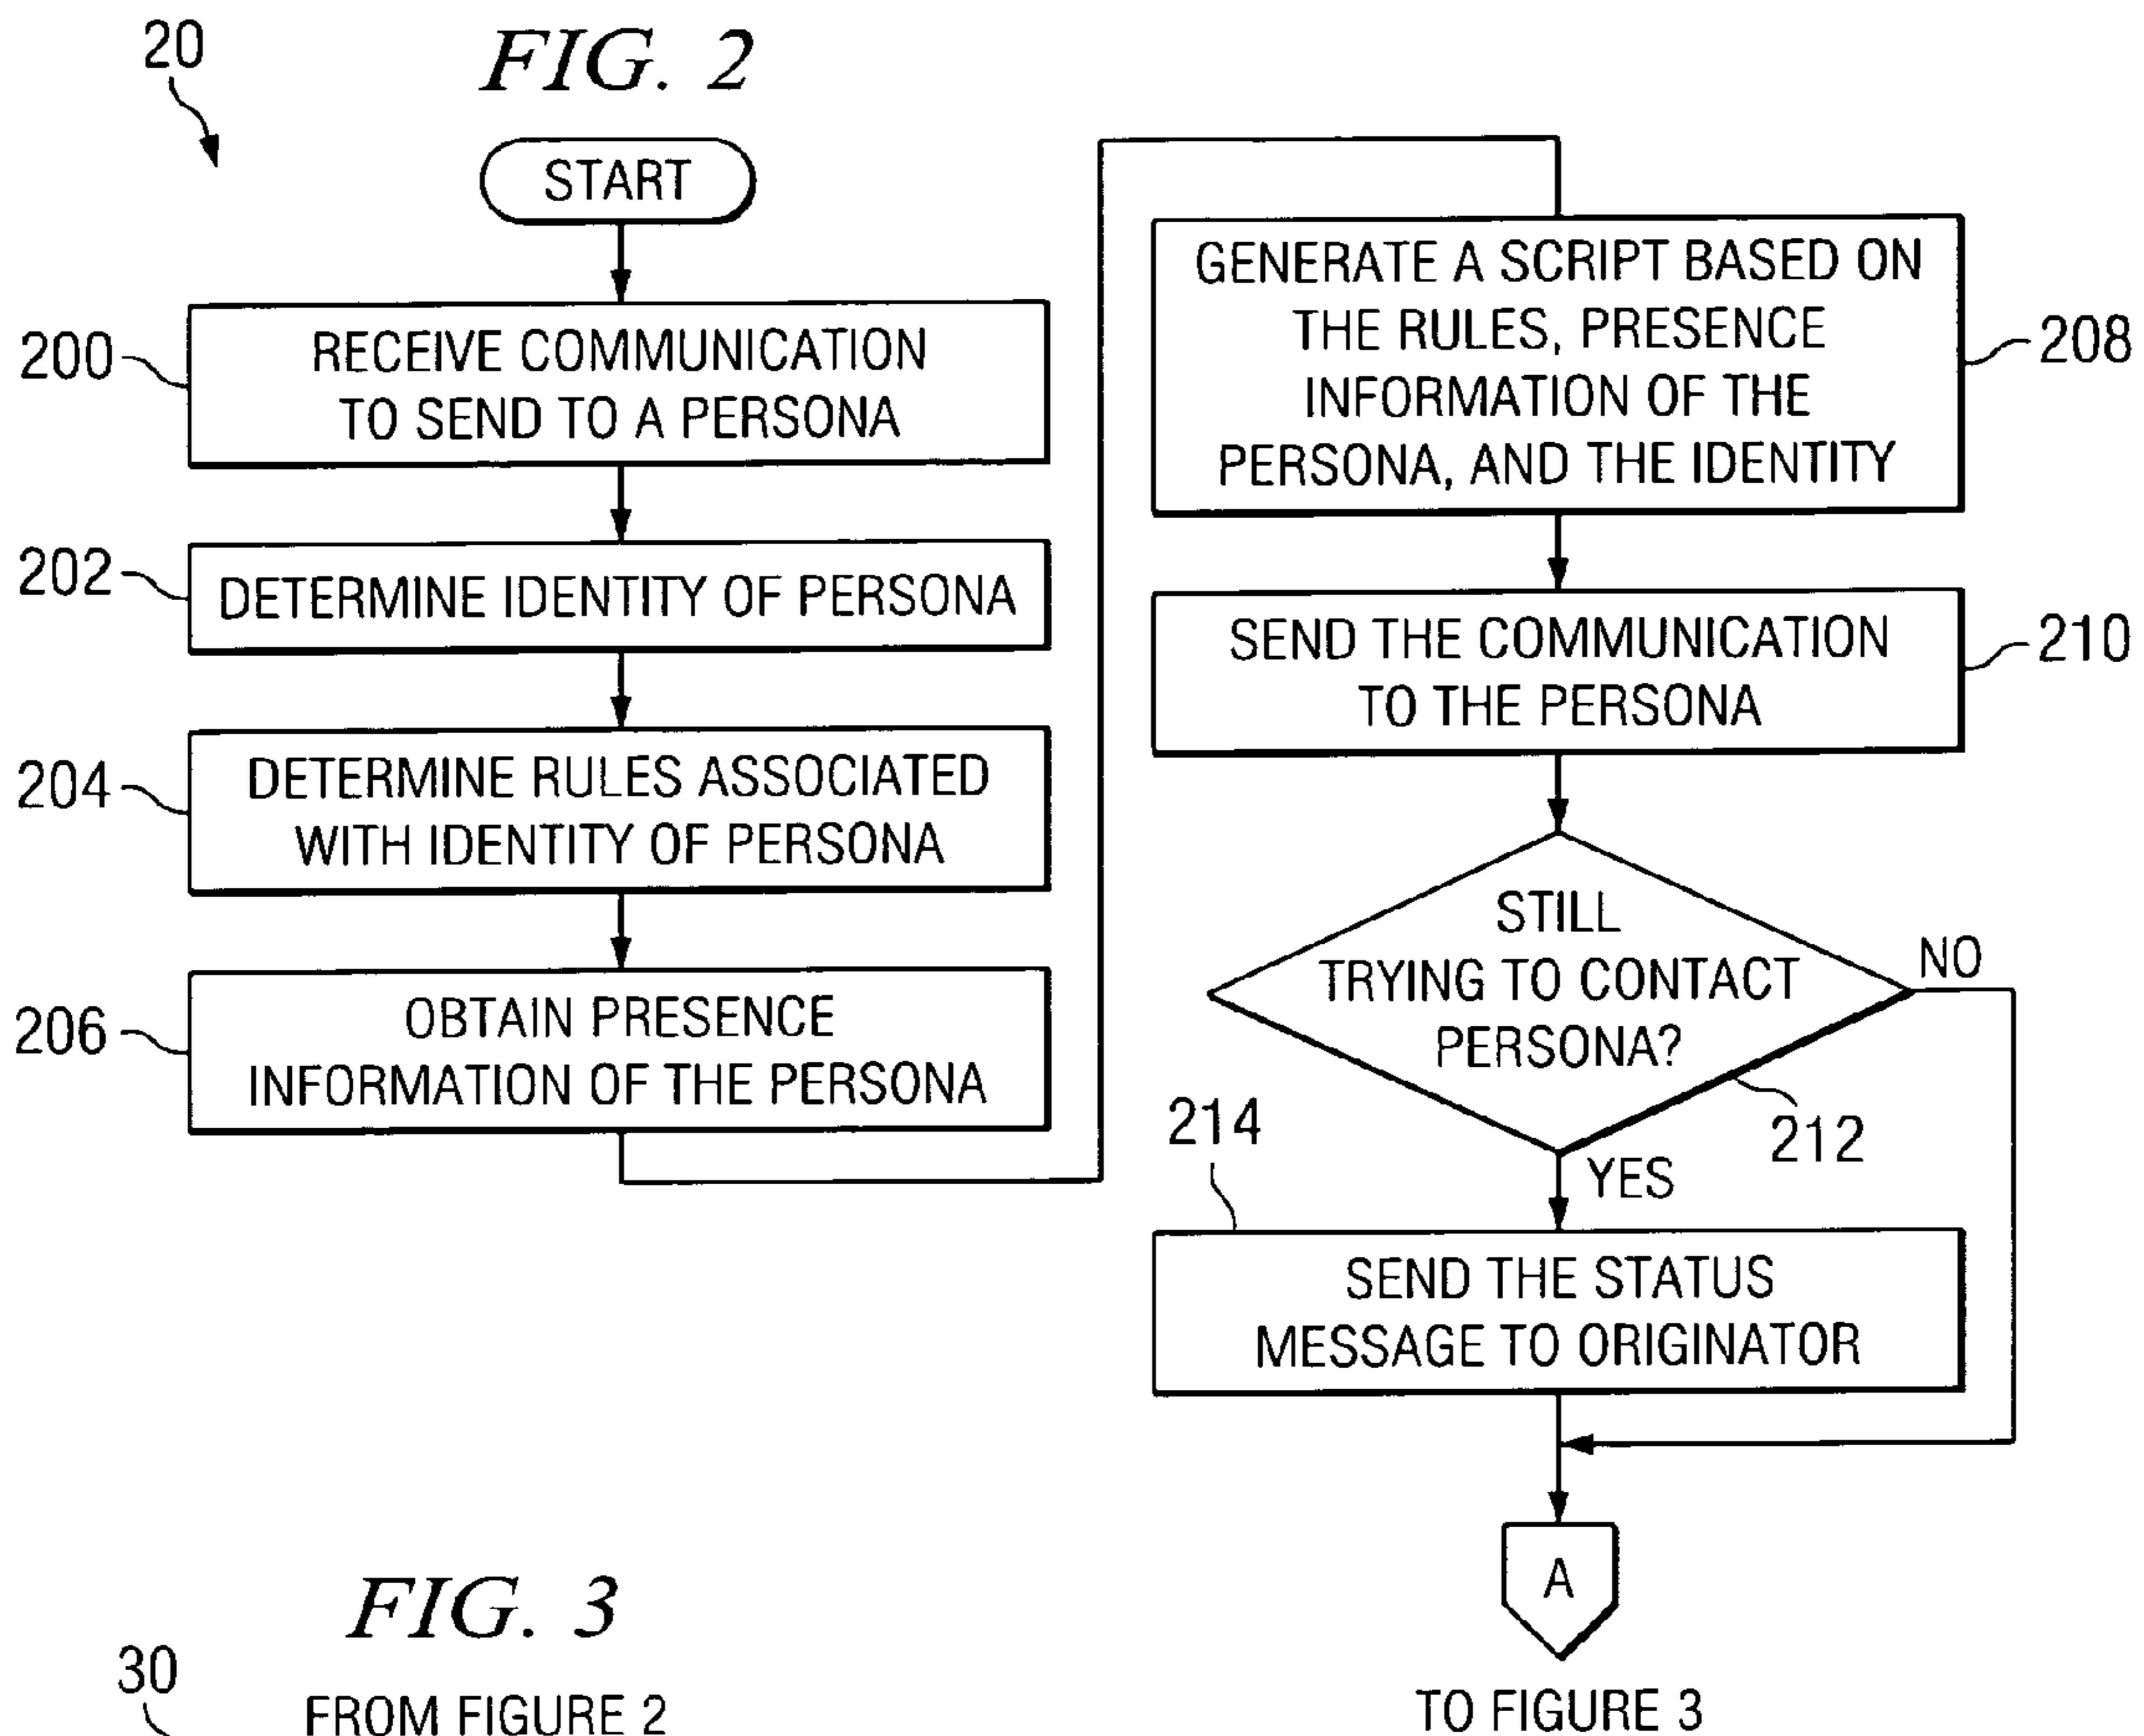 20
FIG. 2
START
200
RECEIVE COMMUNICATION
TO SEND TO A PERSONA
202
DETERMINE IDENTITY OF PERSONA
204
DETERMINE RULES ASSOCIATED
WITH IDENTITY OF PERSONA
206
OBTAIN PRESENCE
INFORMATION OF THE PERSONA
GENERATE A SCRIPT BASED ON
THE RULES, PRESENCE
INFORMATION OF THE
PERSONA, AND THE IDENTITY
208
SEND THE COMMUNICATION
TO THE PERSONA
210
STILL
TRYING TO CONTACT
PERSONA?
NO
212
YES
214
SEND THE STATUS
MESSAGE TO ORIGINATOR
A
TO FIGURE 3
FIG. 3
30
FROM FIGURE 2